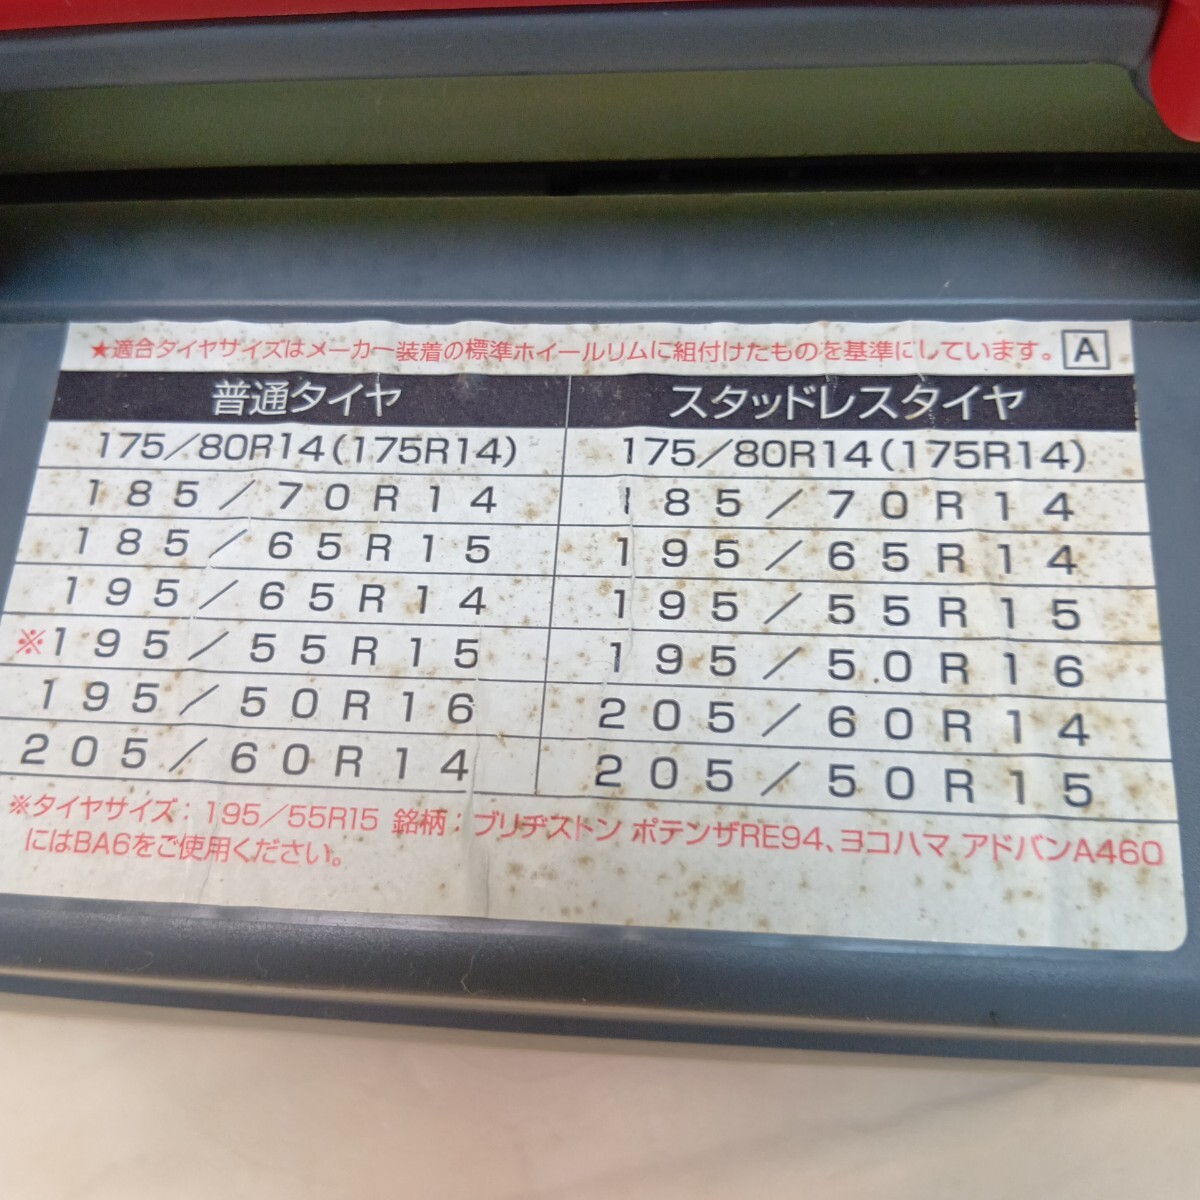 ★適合タイヤサイズはメーカー装着の標準ホイールリムに組付けたものを基準にしています。 A
普通タイヤ スタッドレスタイヤ
175/80R14(175R14) 175/80R14(175R14)
185/70R14 185/70R14
185/65R15 195/65R14
195/65R14 195/55R15
※195/55R15 195/50R16
195/50R16 205/60R14
205/60R14 205/50R15
※タイヤサイズ：195/55R15 銘柄：ブリヂストン ポテンザRE94、ヨコハマ アドバンA460
にはBA6をご使用ください。